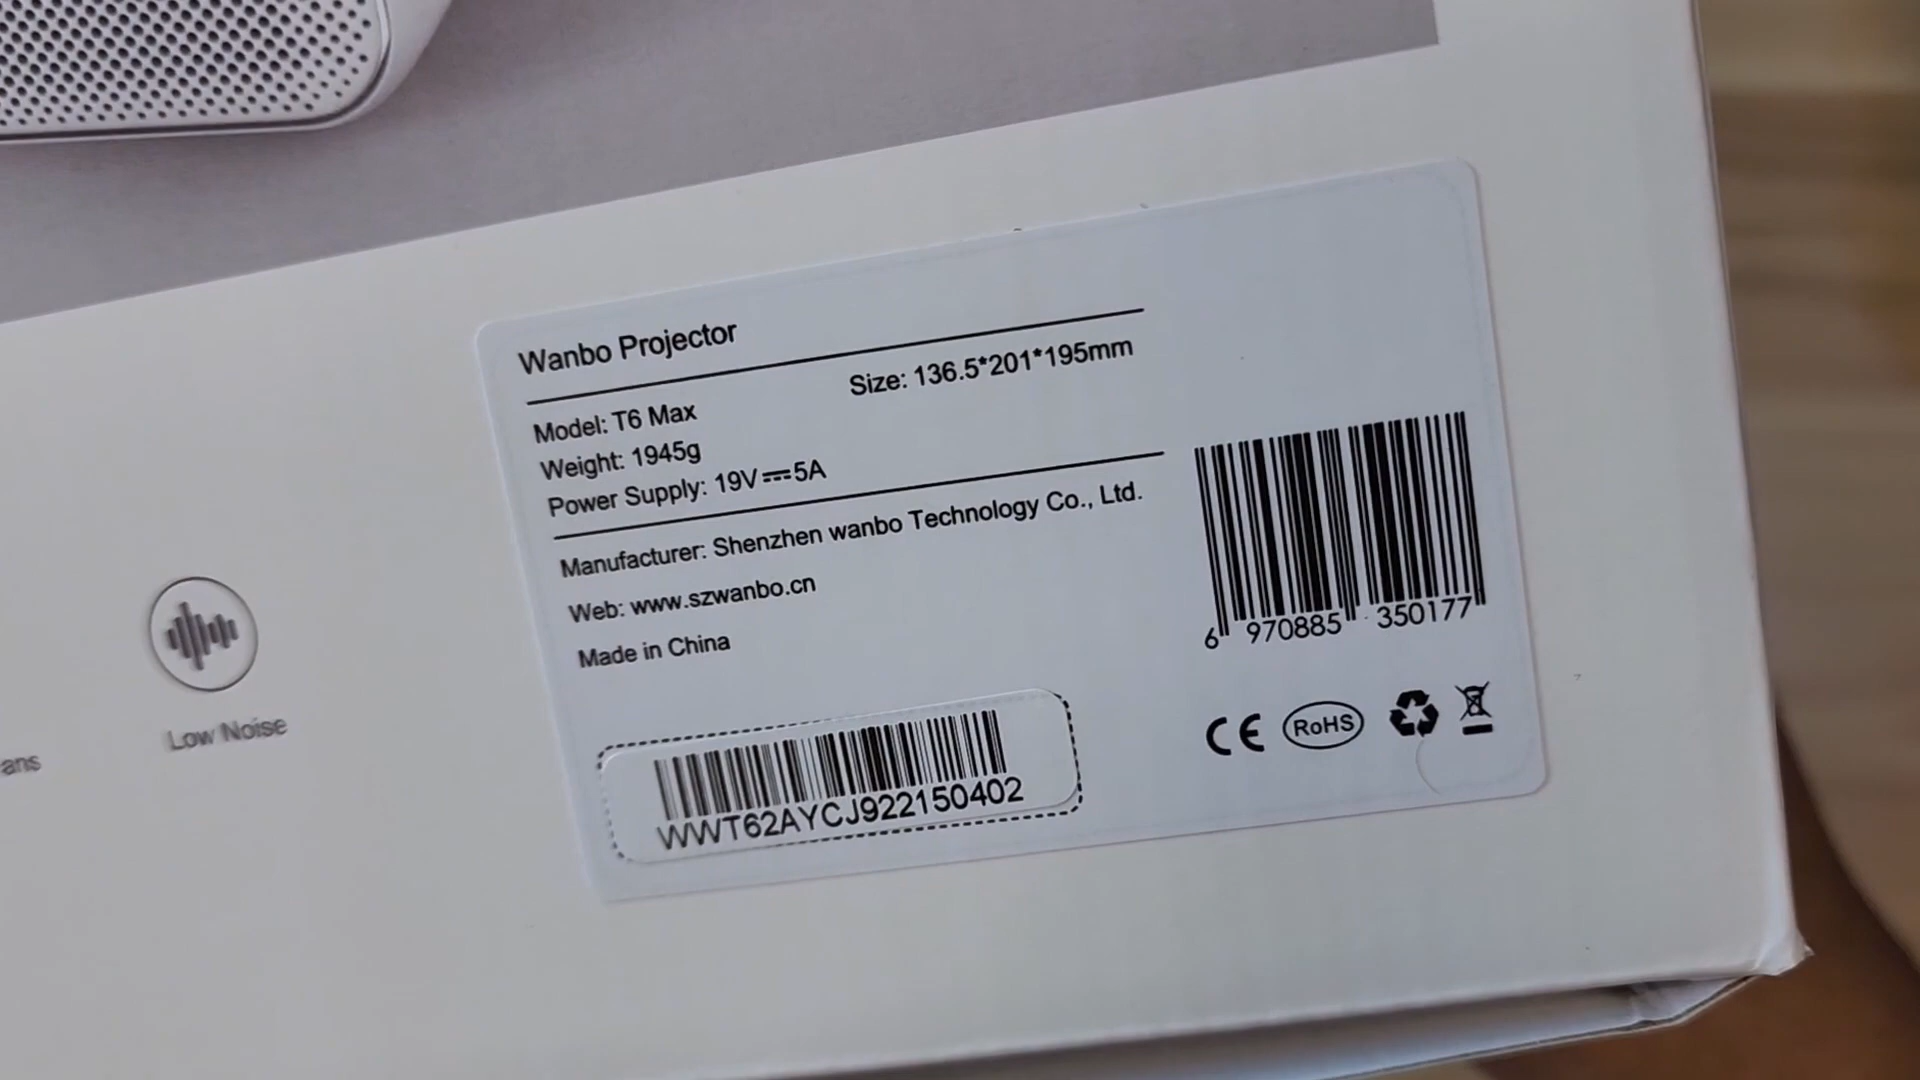 Wanbo Projector
Model: T6 Max
Size: 136.5*201*195mm
Weight: 1945g
Power Supply: 19V⎓5A
Manufacturer: Shenzhen wanbo Technology Co., Ltd.
Web: www.szwanbo.cn
Made in China
WWT62AYCJ922150402
6 970885 350177
CE RoHS
Low Noise
ans